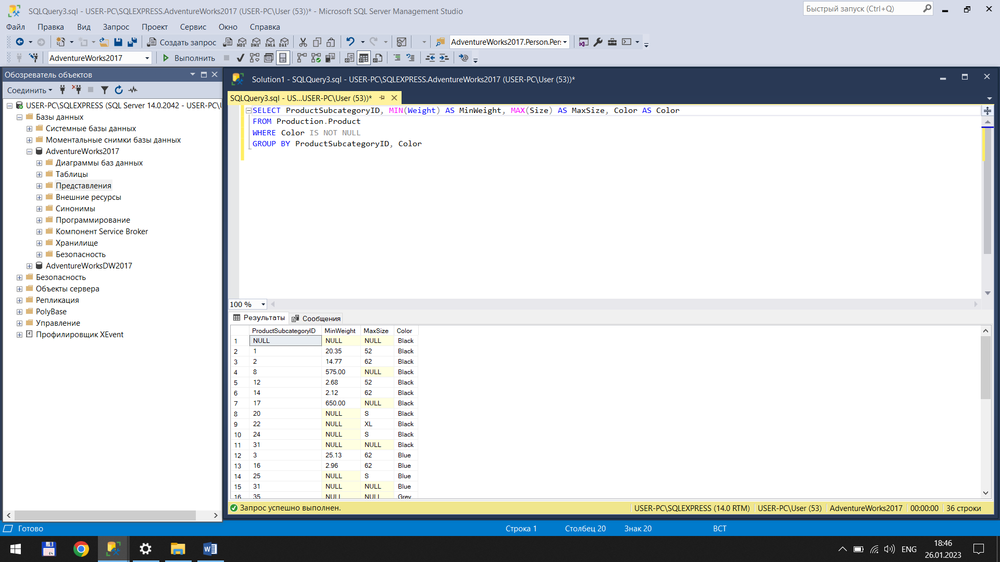 SQLQuery3.sql - USER-PC\SQLEXPRESS.AdventureWorks2017 (USER-PC\User (53))* - Microsoft SQL Server Management Studio
Быстрый запуск (Ctrl+Q)
Файл Правка Вид Запрос Проект Сервис Окно Справка
Создать запрос MDX DMX XMLA DAX AdventureWorks2017.Person.Per:
AdventureWorks2017 Выполнить
Обозреватель объектов
Соединить
USER-PC\SQLEXPRESS (SQL Server 14.0.2042 - USER-PC\U
Базы данных
Системные базы данных
Моментальные снимки базы данных
AdventureWorks2017
Диаграммы баз данных
Таблицы
Представления
Внешние ресурсы
Синонимы
Программирование
Компонент Service Broker
Хранилище
Безопасность
AdventureWorksDW2017
Безопасность
Объекты сервера
Репликация
PolyBase
Управление
Профилировщик XEvent
Solution1 - SQLQuery3.sql - USER-PC\SQLEXPRESS.AdventureWorks2017 (USER-PC\User (53))*
SQLQuery3.sql - US...USER-PC\User (53))*
SELECT ProductSubcategoryID, MIN(Weight) AS MinWeight, MAX(Size) AS MaxSize, Color AS Color
FROM Production.Product
WHERE Color IS NOT NULL
GROUP BY ProductSubcategoryID, Color
100 %
Результаты Сообщения
ProductSubcategoryID MinWeight MaxSize Color
1 NULL NULL NULL Black
2 1 20.35 52 Black
3 2 14.77 62 Black
4 8 575.00 NULL Black
5 12 2.68 52 Black
6 14 2.12 62 Black
7 17 650.00 NULL Black
8 20 NULL S Black
9 22 NULL XL Black
10 24 NULL S Black
11 31 NULL NULL Black
12 3 25.13 62 Blue
13 16 2.96 62 Blue
14 25 NULL S Blue
15 31 NULL NULL Blue
16 35 NULL NULL Grey
Запрос успешно выполнен. USER-PC\SQLEXPRESS (14.0 RTM) USER-PC\User (53) AdventureWorks2017 00:00:00 36 строки
Готово Строка 1 Столбец 20 Знак 20 ВСТ
64 ENG 18:46
26.01.2023